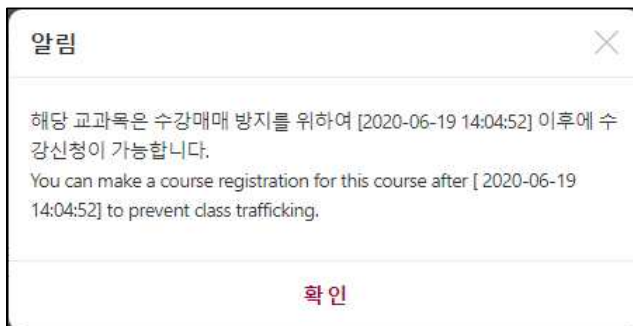 알림
해당 교과목은 수강매매 방지를 위하여 [2020-06-19 14:04:52] 이후에 수
강신청이 가능합니다.
You can make a course registration for this course after [ 2020-06-19
14:04:52] to prevent class trafficking.
확인